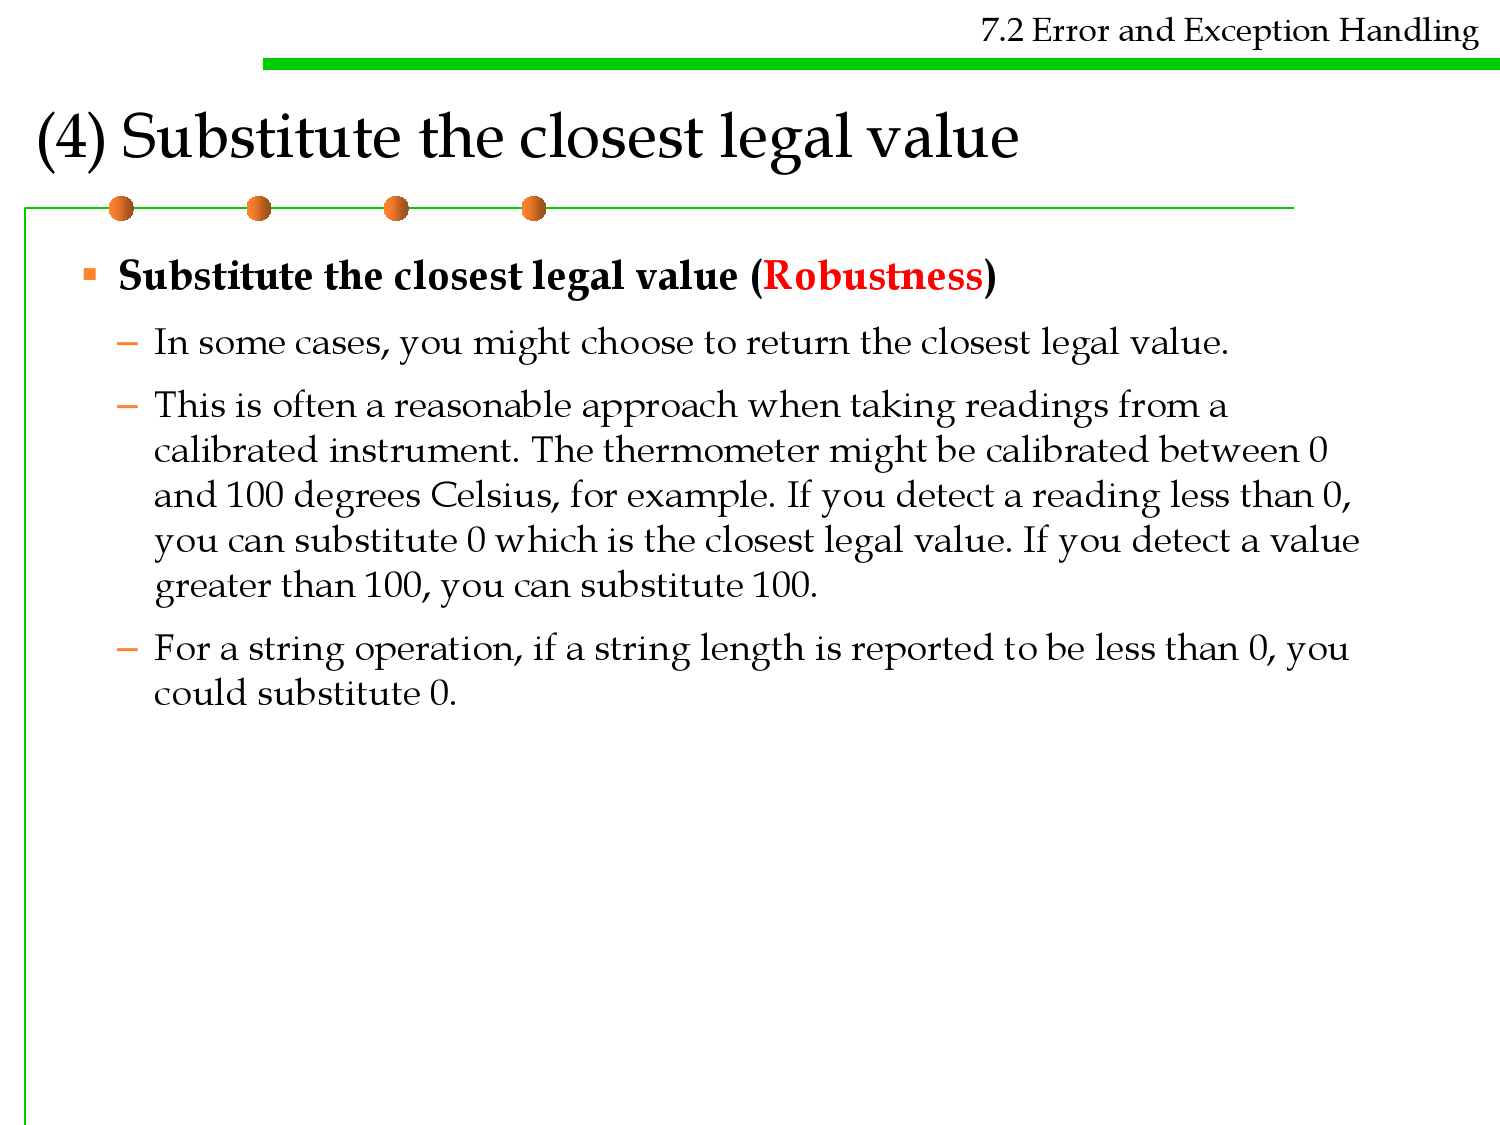 7.2 Error and Exception Handling
(4) Substitute the closest legal value
▪ Substitute the closest legal value (Robustness)
– In some cases, you might choose to return the closest legal value.
– This is often a reasonable approach when taking readings from a
calibrated instrument. The thermometer might be calibrated between 0
and 100 degrees Celsius, for example. If you detect a reading less than 0,
you can substitute 0 which is the closest legal value. If you detect a value
greater than 100, you can substitute 100.
– For a string operation, if a string length is reported to be less than 0, you
could substitute 0.